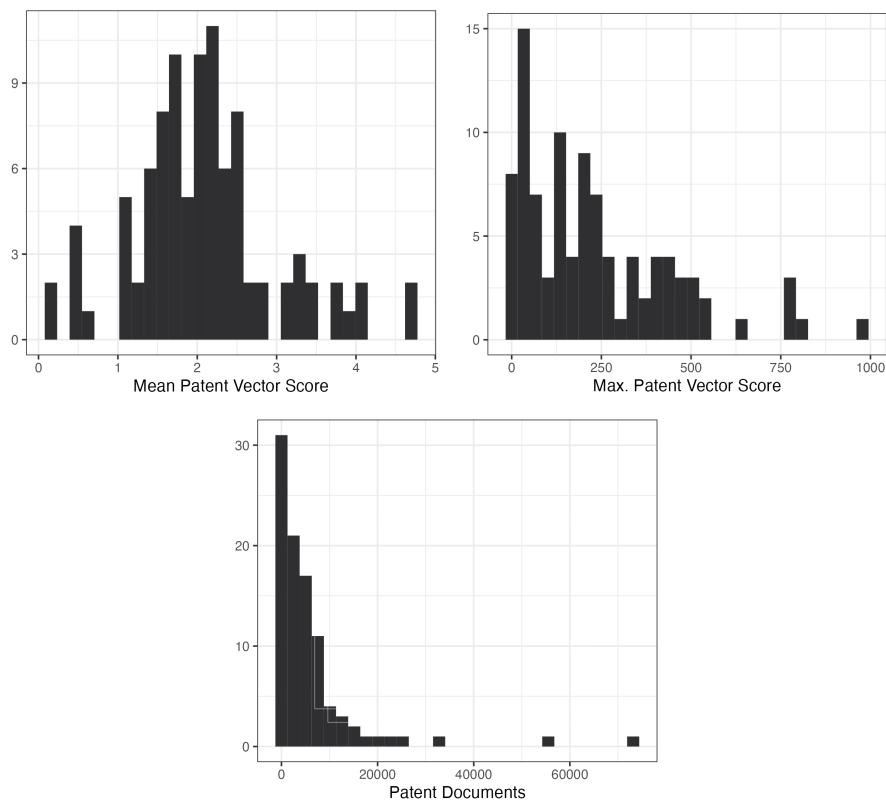 9
6
3
0
0 1 2 3 4 5
Mean Patent Vector Score
15
10
5
0
0 250 500 750 1000
Max. Patent Vector Score
30
20
10
0
0 20000 40000 60000
Patent Documents